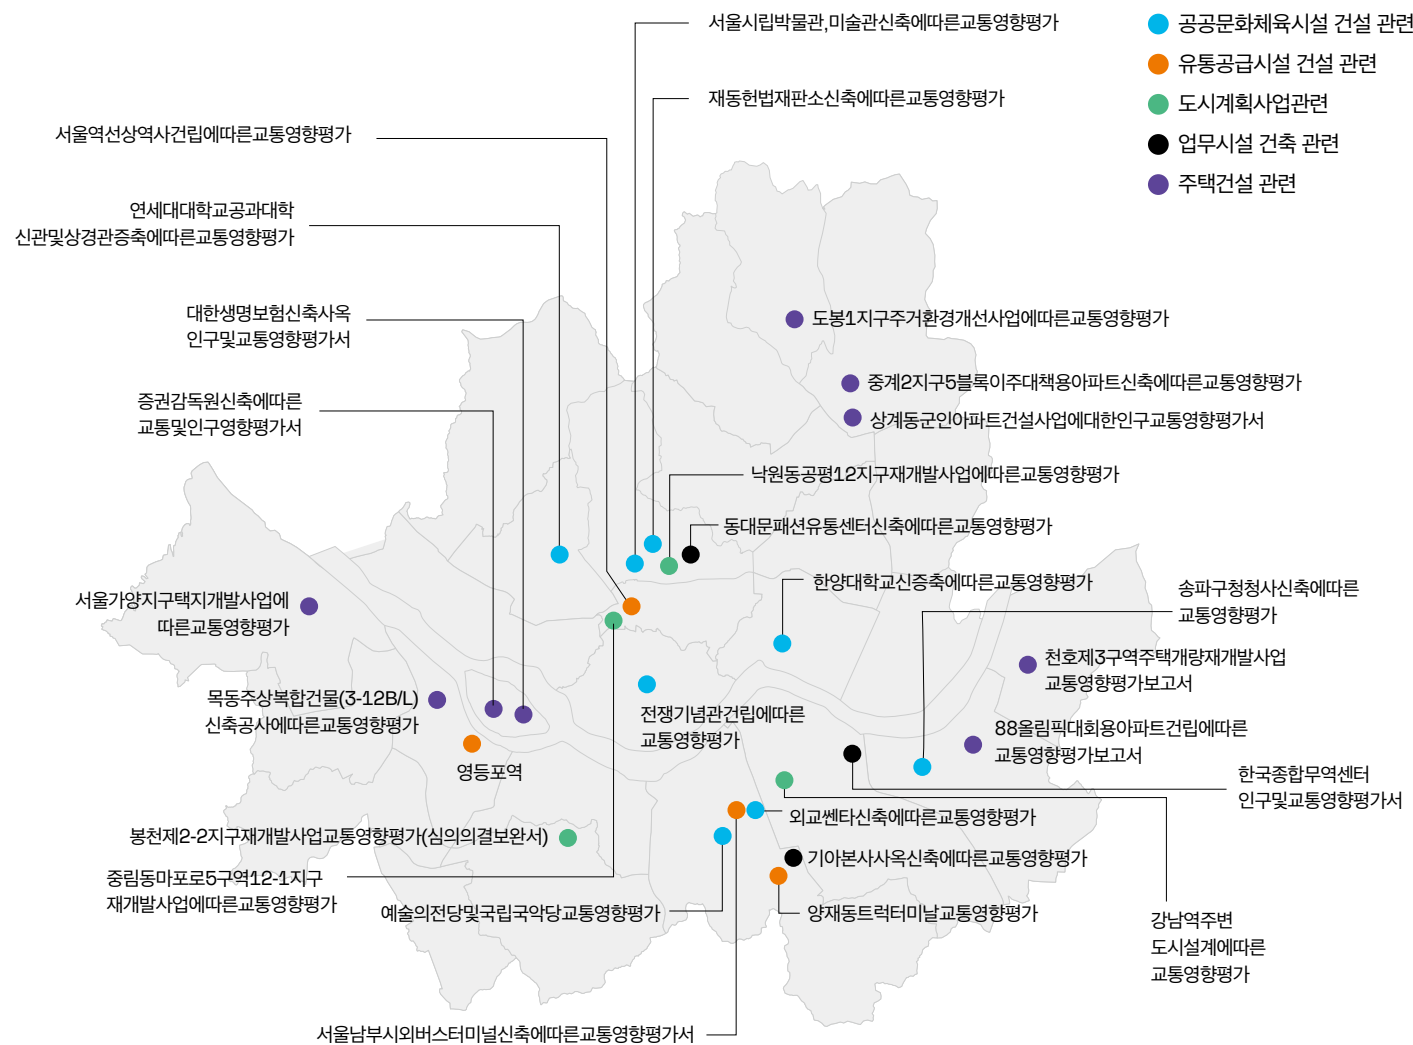 서울시립박물관,미술관신축에따른교통영향평가
공공문화체육시설 건설 관련
유통공급시설 건설 관련
도시계획사업관련
업무시설 건축 관련
주택건설 관련
재동헌법재판소신축에따른교통영향평가
서울역선상역사건립에따른교통영향평가
연세대대학교공과대학
신관및상경관증축에따른교통영향평가
대한생명보험신축사옥
인구및교통영향평가서
도봉1지구주거환경개선사업에따른교통영향평가
중계2지구5블록이주대책용아파트신축에따른교통영향평가
증권감독원신축에따른
교통및인구영향평가서
상계동군인아파트건설사업에대한인구교통영향평가서
낙원동공평12지구재개발사업에따른교통영향평가
동대문패션유통센터신축에따른교통영향평가
한양대학교신증축에따른교통영향평가
송파구청청사신축에따른
교통영향평가
서울가양지구택지개발사업에
따른교통영향평가
천호제3구역주택개량재개발사업
교통영향평가보고서
목동주상복합건물(3-12B/L)
신축공사에따른교통영향평가
전쟁기념관건립에따른
교통영향평가
88올림픽대회용아파트건립에따른
교통영향평가보고서
영등포역
한국종합무역센터
인구및교통영향평가서
외교쎈타신축에따른교통영향평가
봉천제2-2지구재개발사업교통영향평가(심의의결보완서)
기아본사사옥신축에따른교통영향평가
중림동마포로5구역12-1지구
재개발사업에따른교통영향평가
예술의전당및국립국악당교통영향평가
양재동트럭터미날교통영향평가
강남역주변
도시설계에따른
교통영향평가
서울남부시외버스터미널신축에따른교통영향평가서